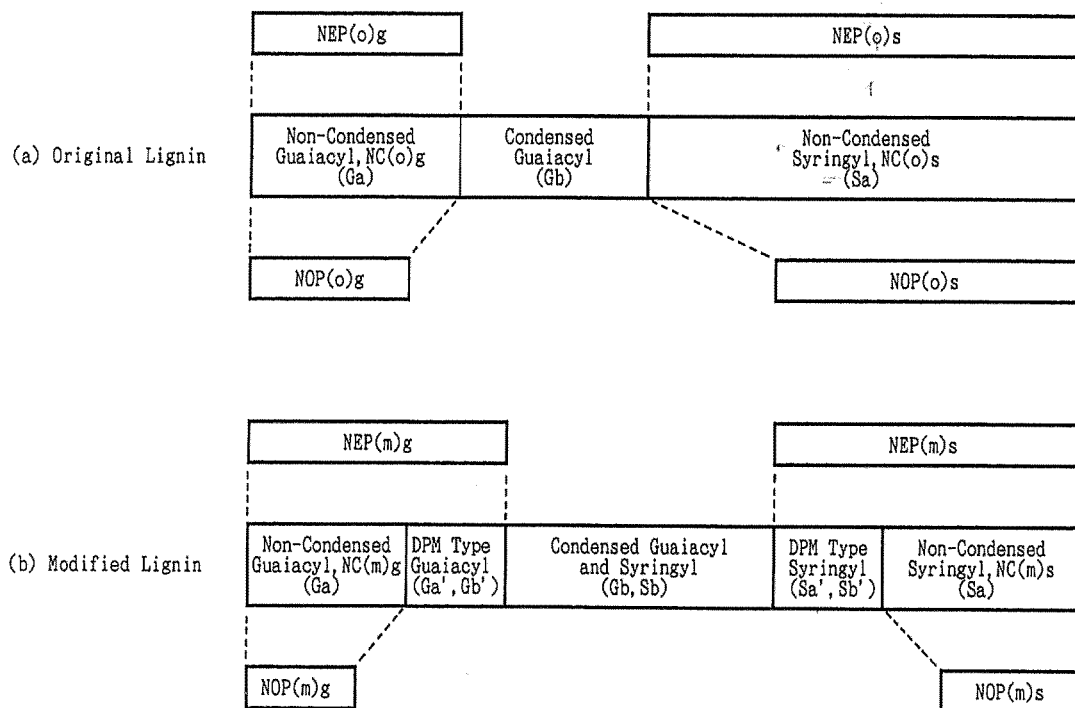 NEP(o)g
NEP(o)s
(a) Original Lignin
Non-Condensed
Guaiacyl,NC(o)g
(Ga)
Condensed
Guaiacyl
(Gb)
Non-Condensed
Syringyl,NC(o)s
(Sa)
NOP(o)g
NOP(o)s
NEP(m)g
NEP(m)s
(b) Modified Lignin
Non-Condensed
Guaiacyl,NC(m)g
(Ga)
DPM Type
Guaiacyl
(Ga',Gb')
Condensed Guaiacyl
and Syringyl
(Gb,Sb)
DPM Type
Syringyl
(Sa',Sb')
Non-Condensed
Syringyl,NC(m)s
(Sa)
NOP(m)g
NOP(m)s